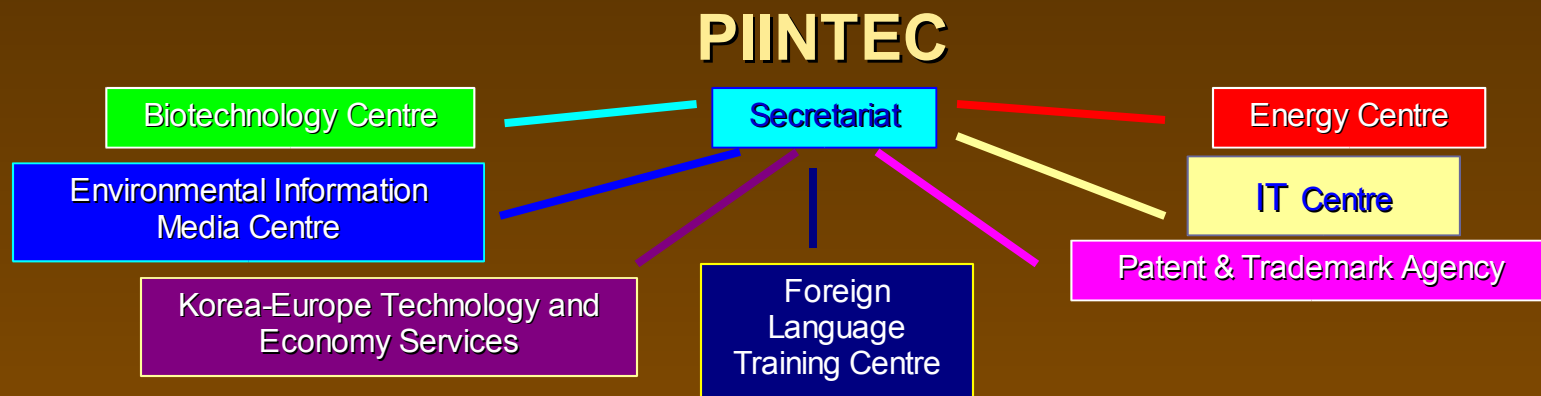 PIINTEC
Biotechnology Centre
Secretariat
Energy Centre
Environmental Information
Media Centre
IT Centre
Korea-Europe Technology and
Economy Services
Foreign
Language
Training Centre
Patent & Trademark Agency